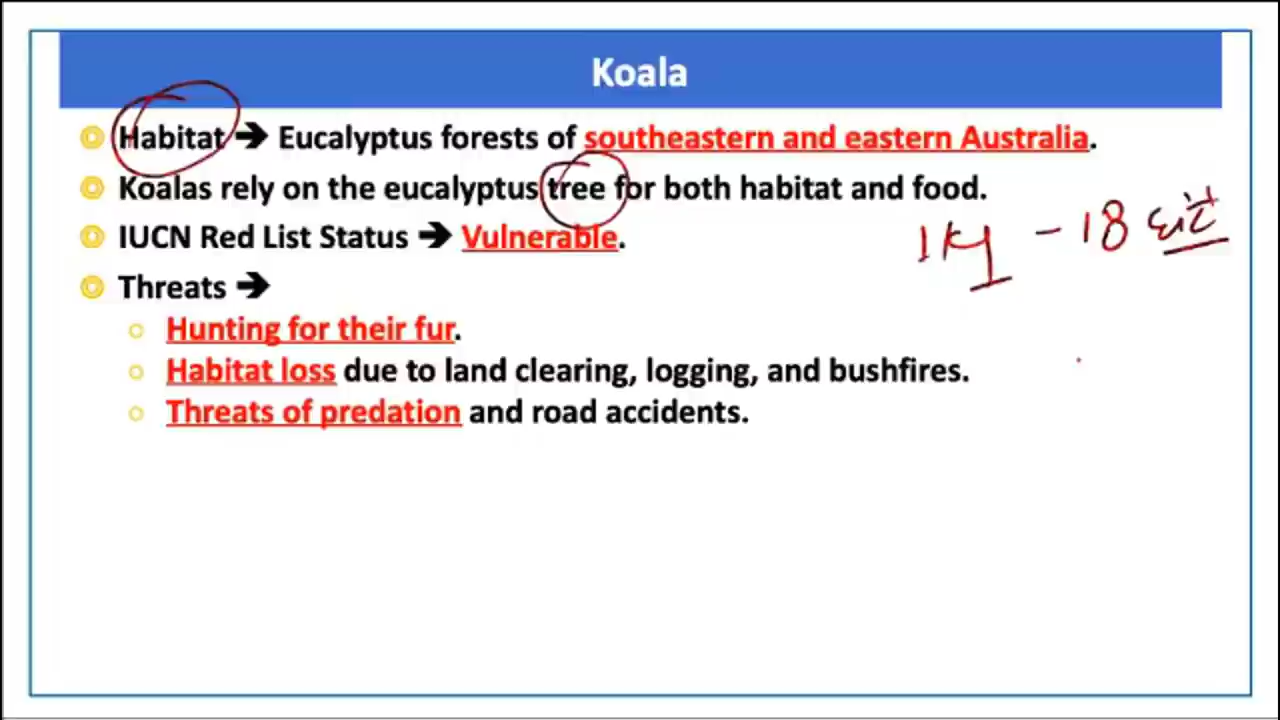 Koala
Habitat → Eucalyptus forests of southeastern and eastern Australia.
Koalas rely on the eucalyptus tree for both habitat and food.
IUCN Red List Status → Vulnerable.
Threats →
Hunting for their fur.
Habitat loss due to land clearing, logging, and bushfires.
Threats of predation and road accidents.
1 Kg - 18